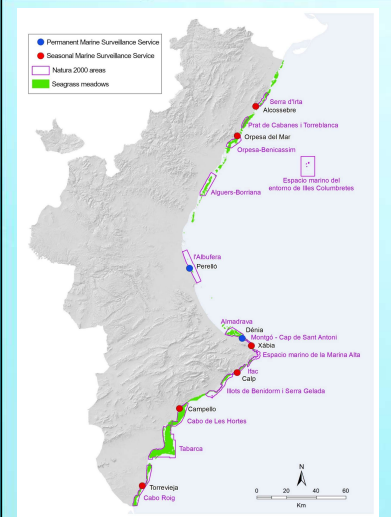 Permanent Marine Surveillance Service
Seasonal Marine Surveillance Service
Natura 2000 areas
Seagrass meadows
Serra d'Irta
Alcossebre
Prat de Cabanes i Torreblanca
Orpesa del Mar
Orpesa-Benicassim
Espacio marino del
entorno de Illes Columbretes
Alguers-Borriana
l'Albufera
Perelló
Almadrava
Dénia
Montgó - Cap de Sant Antoni
Xàbia
Espacio marino de la Marina Alta
Ifac
Calp
Illots de Benidorm i Serra Gelada
Campello
Cabo de Les Hortes
Tabarca
N
Torrevieja
Cabo Roig
0 20 40 60
Km